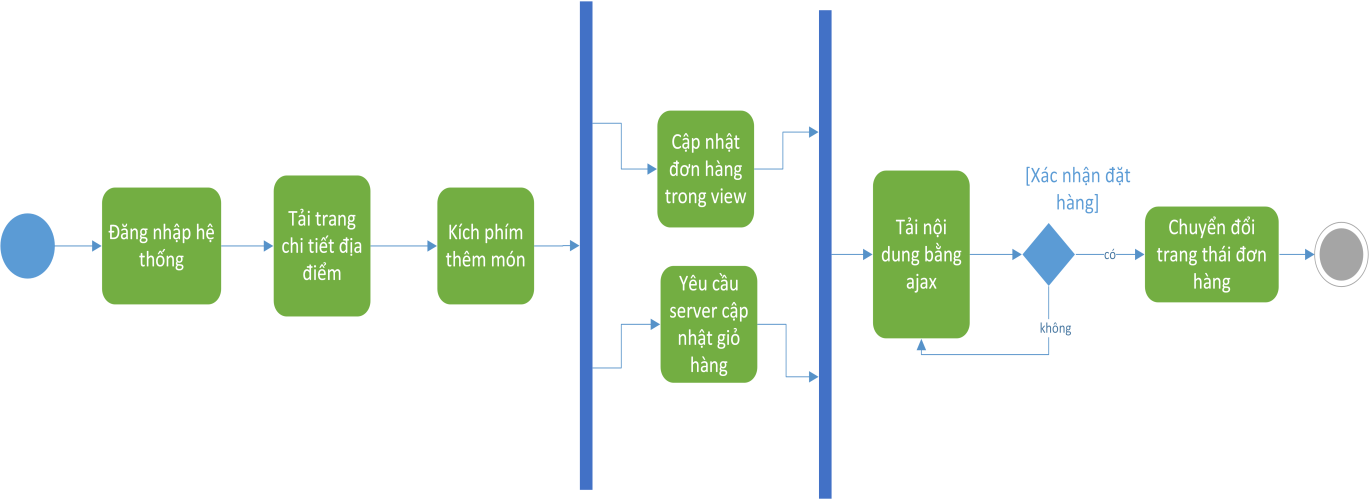 Đăng nhập hệ
thống
Tải trang
chi tiết địa
điểm
Kích phím
thêm món
Cập nhật
đơn hàng
trong view
Yêu cầu
server cập
nhật giỏ
hàng
Tải nội
dung bằng
ajax
[Xác nhận đặt
hàng]
có
không
Chuyển đổi
trang thái đơn
hàng